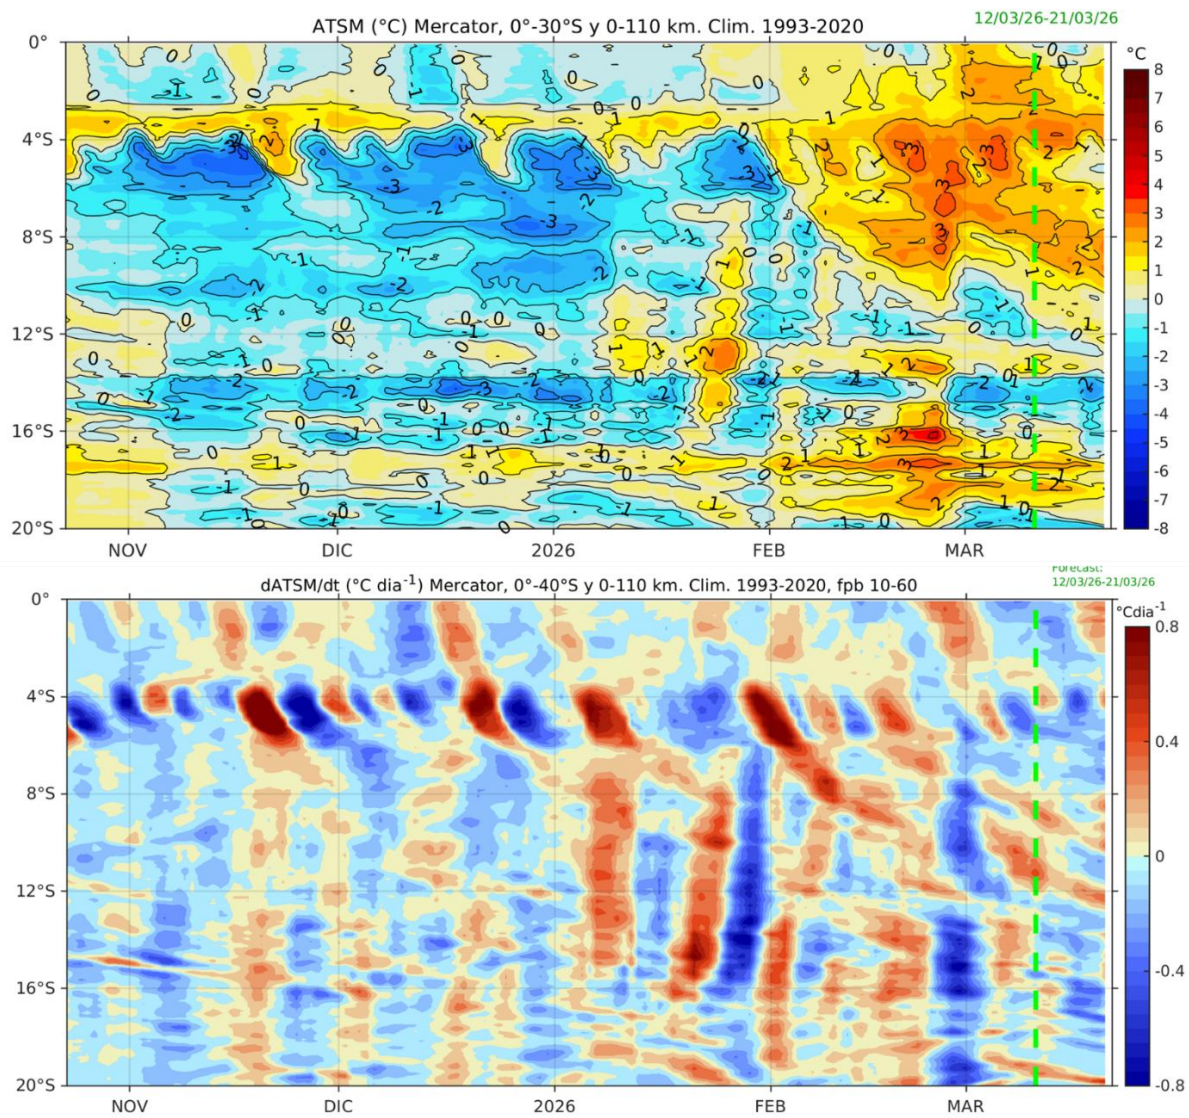 ATSM (°C) Mercator, 0°-30°S y 0-110 km. Clim. 1993-2020
12/03/26-21/03/26
°C
0°
4°S
8°S
12°S
16°S
20°S
NOV
DIC
2026
FEB
MAR
8
7
6
5
4
3
2
1
0
-1
-2
-3
-4
-5
-6
-7
-8
dATSM/dt (°C dia⁻¹) Mercator, 0°-40°S y 0-110 km. Clim. 1993-2020, fpb 10-60
Forecast:
12/03/26-21/03/26
°Cdia⁻¹
0°
4°S
8°S
12°S
16°S
20°S
NOV
DIC
2026
FEB
MAR
0.8
0.4
0
-0.4
-0.8